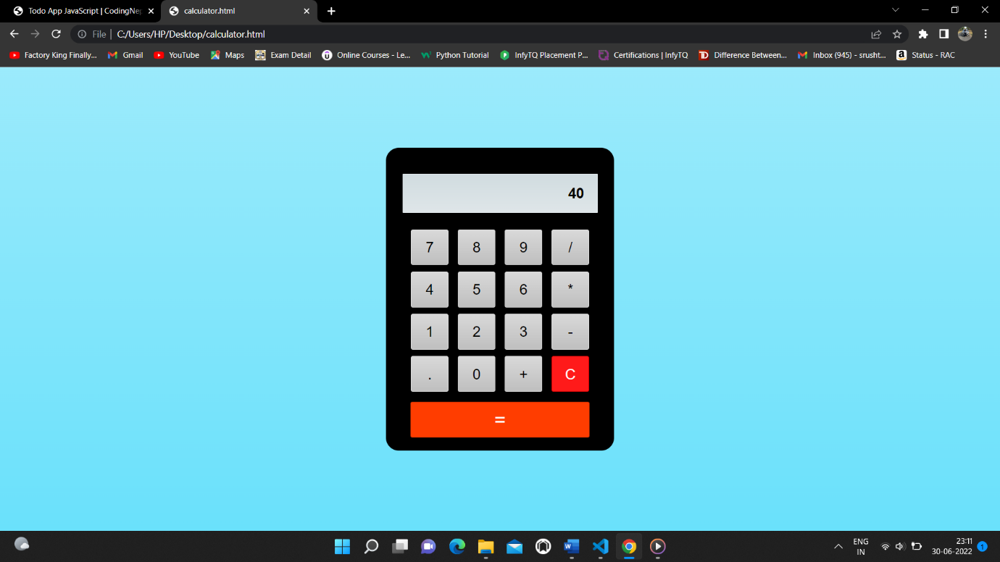 Todo App JavaScript | CodingNep
calculator.html
File | C:/Users/HP/Desktop/calculator.html
Factory King Finally... Gmail YouTube Maps Exam Detail Online Courses - Le... Python Tutorial InfyTQ Placement P... Certifications | InfyTQ Difference Between... Inbox (945) - srusht... Status - RAC
40
7 8 9 /
4 5 6 *
1 2 3 -
. 0 + C
=
ENG
IN
23:11
30-06-2022
1